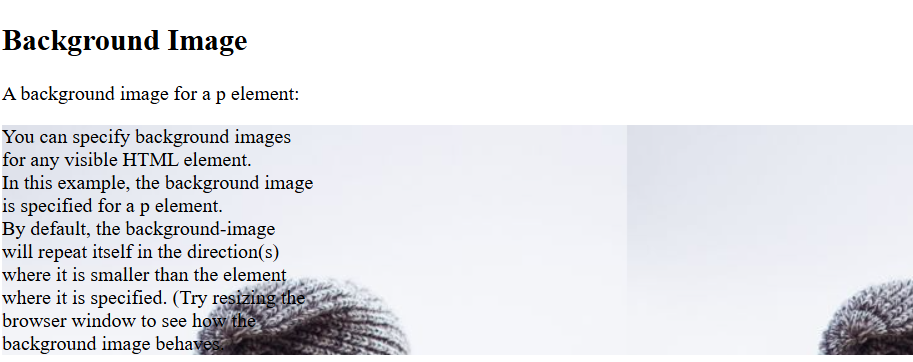 Background Image
A background image for a p element:
You can specify background images
for any visible HTML element.
In this example, the background image
is specified for a p element.
By default, the background-image
will repeat itself in the direction(s)
where it is smaller than the element
where it is specified. (Try resizing the
browser window to see how the
background image behaves.